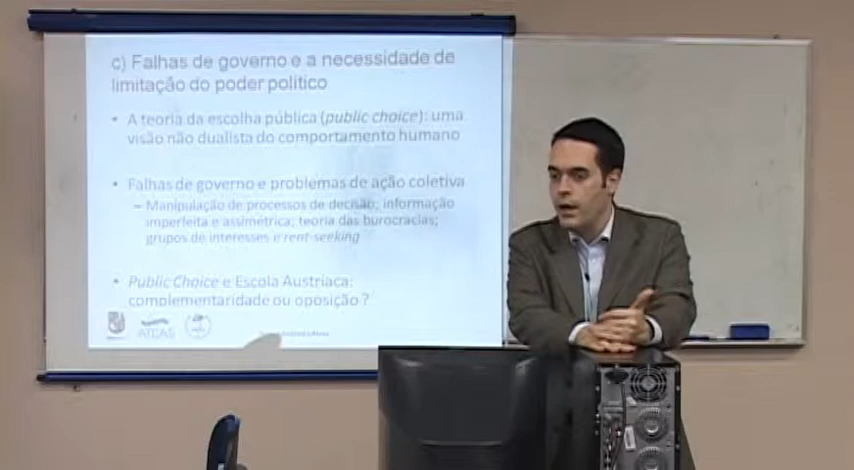 c) Falhas de governo e a necessidade de
limitação do poder político
• A teoria da escolha pública (public choice): uma
visão não dualista do comportamento humano
• Falhas de governo e problemas de ação coletiva
– Manipulação de processos de decisão; informação
imperfeita e assimétrica; teoria das burocracias;
grupos de interesses e rent-seeking
• Public Choice e Escola Austríaca:
complementaridade ou oposição ?